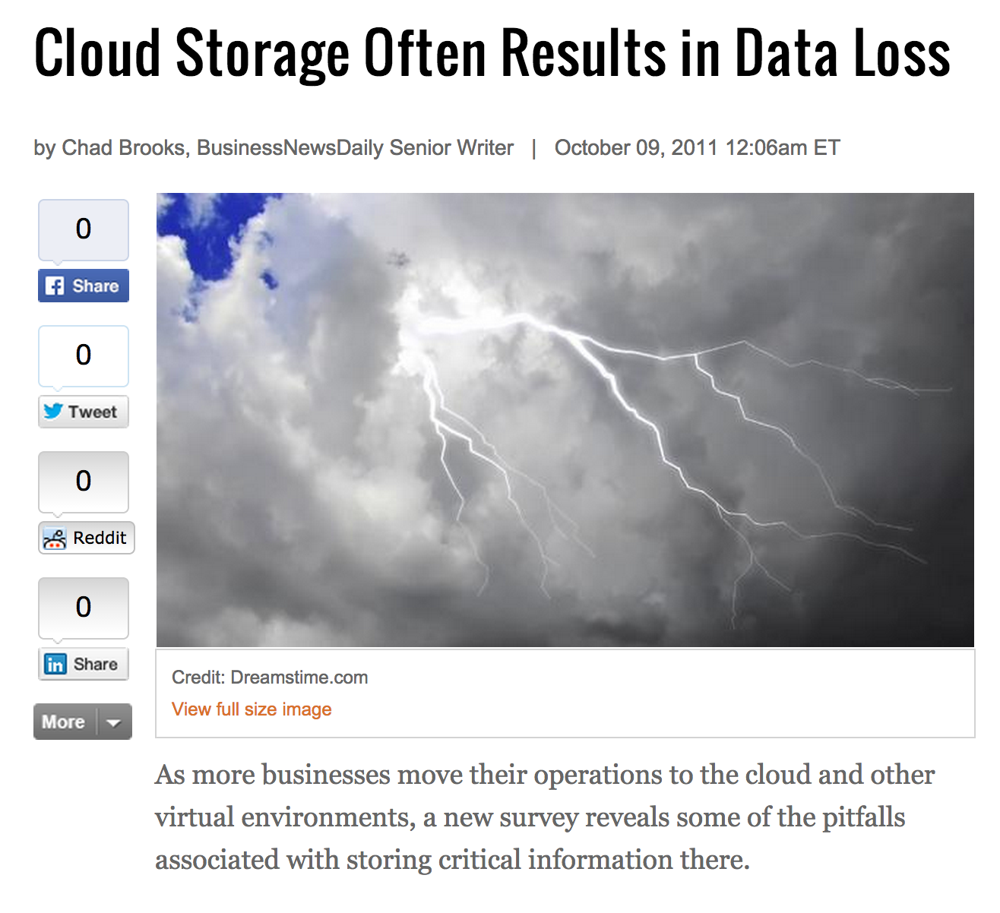 Cloud Storage Often Results in Data Loss
by Chad Brooks, BusinessNewsDaily Senior Writer | October 09, 2011 12:06am ET
0
Share
0
Tweet
0
Reddit
0
in Share
More
Credit: Dreamstime.com
View full size image
As more businesses move their operations to the cloud and other
virtual environments, a new survey reveals some of the pitfalls
associated with storing critical information there.